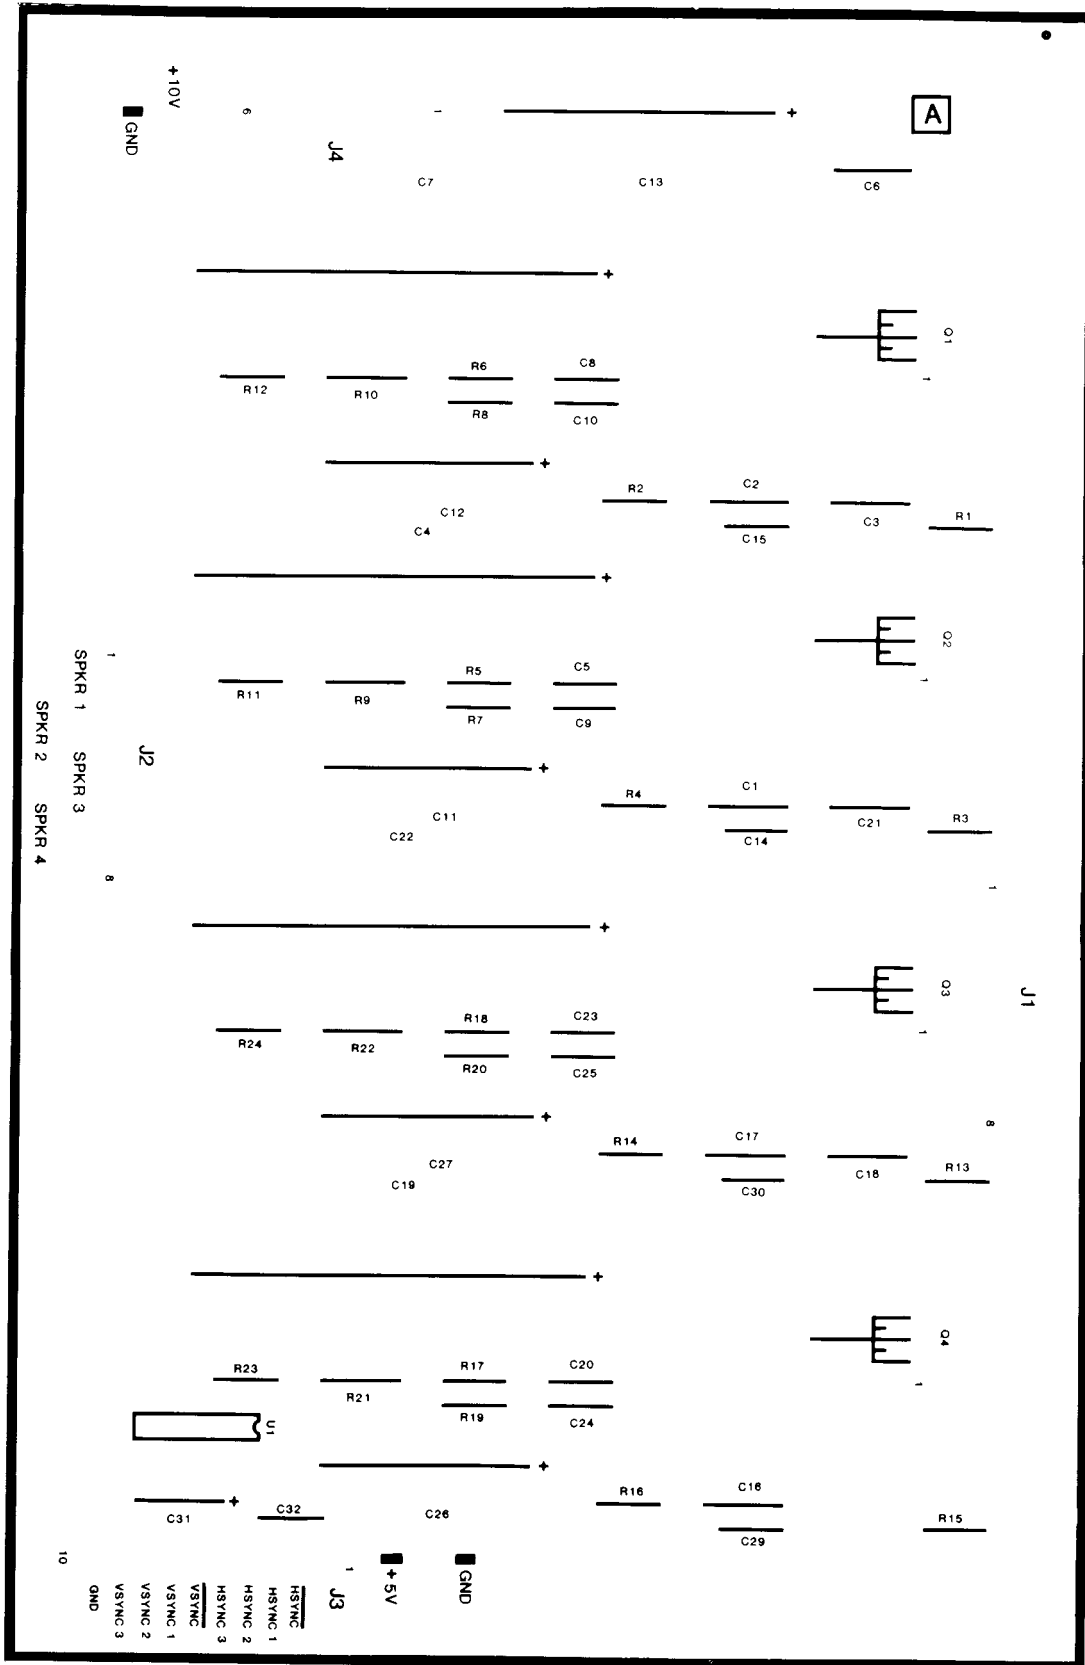 +10V
GND
6
1
+
A
J4
C7
C13
C6
+
Q1
1
R12
R10
R6
C8
R8
C10
+
R2
C2
C3
R1
C12
C4
C15
+
Q2
1
R11
R9
R5
C5
R7
C9
1
SPKR 1
SPKR 2
SPKR 3
SPKR 4
J2
8
+
R4
C1
C21
R3
C11
C22
C14
1
+
Q3
J1
1
R24
R22
R18
C23
R20
C25
8
+
R14
C17
C18
R13
C27
C19
C30
+
Q4
1
R23
R21
R17
C20
R19
C24
U1
+
+
C31
C32
C26
R16
C16
C29
R15
10
1
+5V
GND
J3
HSYNC
HSYNC 1
HSYNC 2
HSYNC 3
VSYNC
VSYNC 1
VSYNC 2
VSYNC 3
GND